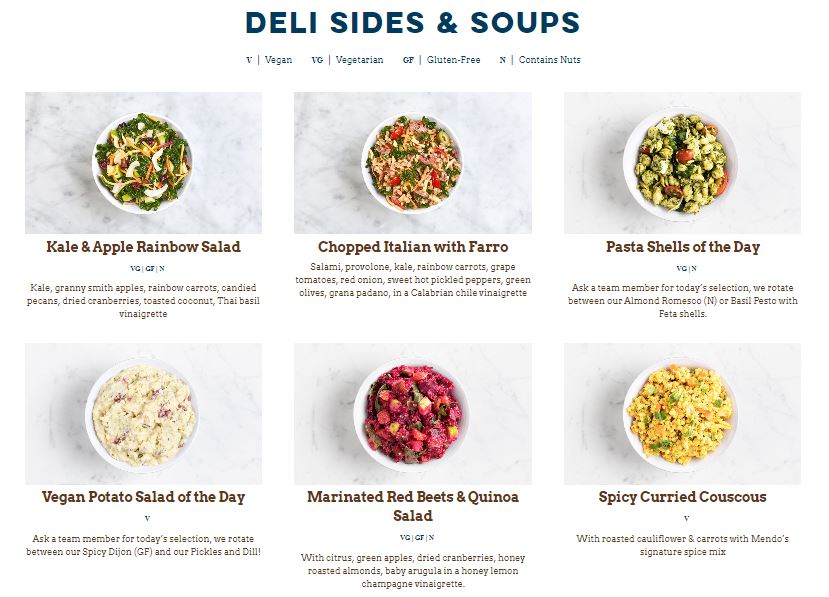 DELI SIDES & SOUPS
V | Vegan VG | Vegetarian GF | Gluten-Free N | Contains Nuts
Kale & Apple Rainbow Salad
VG | GF | N
Kale, granny smith apples, rainbow carrots, candied
pecans, dried cranberries, toasted coconut, Thai basil
vinaigrette
Chopped Italian with Farro
Salami, provolone, kale, rainbow carrots, grape
tomatoes, red onion, sweet hot pickled peppers, green
olives, grana padano, in a Calabrian chile vinaigrette
Pasta Shells of the Day
VG | N
Ask a team member for today's selection, we rotate
between our Almond Romesco (N) or Basil Pesto with
Feta shells.
Vegan Potato Salad of the Day
V
Ask a team member for today's selection, we rotate
between our Spicy Dijon (GF) and our Pickles and Dill!
Marinated Red Beets & Quinoa
Salad
VG | GF | N
With citrus, green apples, dried cranberries, honey
roasted almonds, baby arugula in a honey lemon
champagne vinaigrette.
Spicy Curried Couscous
V
With roasted cauliflower & carrots with Mendo's
signature spice mix